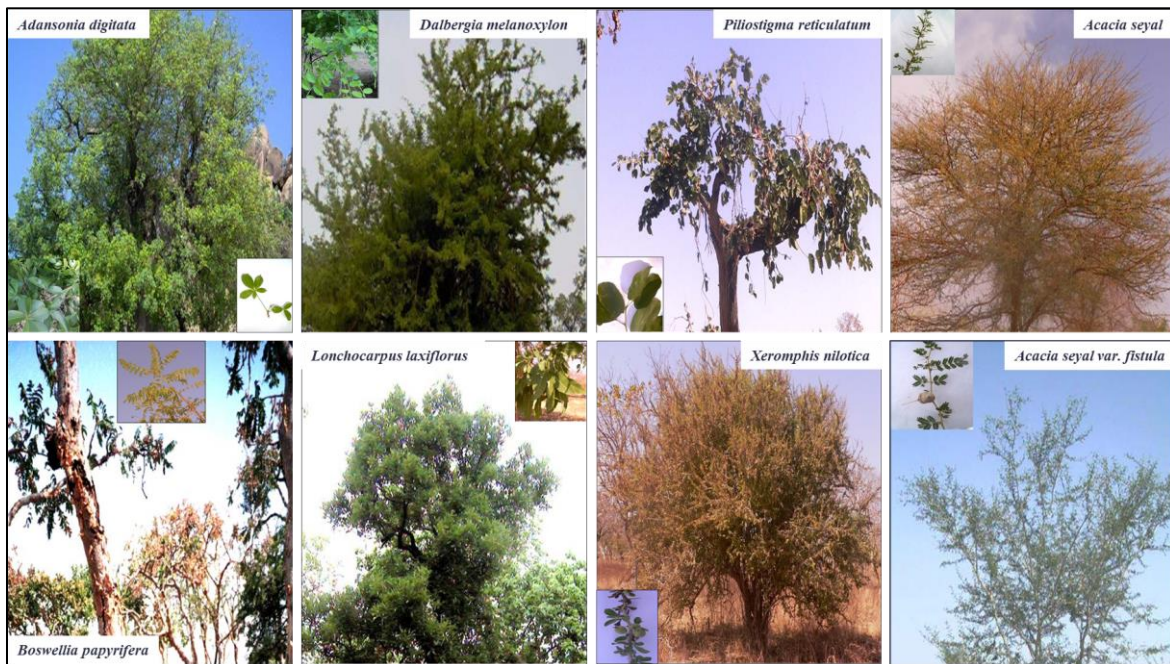 Adansonia digitata
Dalbergia melanoxylon
Piliostigma reticulatum
Acacia seyal
Boswellia papyrifera
Lonchocarpus laxiflorus
Xeromphis nilotica
Acacia seyal var. fistula